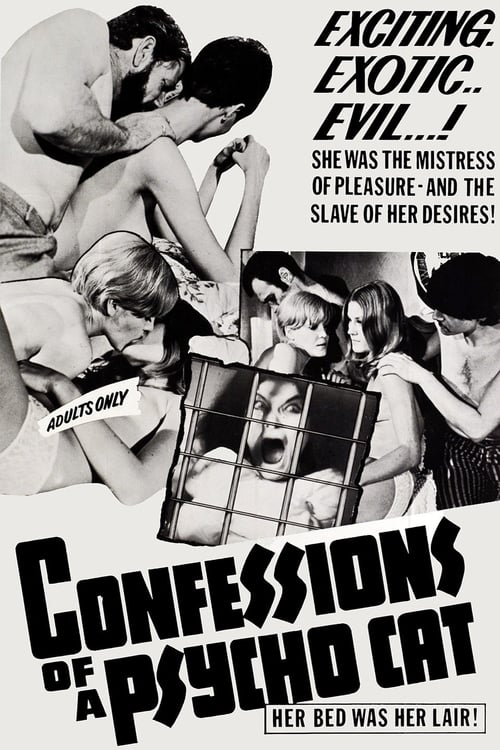 EXCITING.
EXOTIC..
EVIL...!
SHE WAS THE MISTRESS
OF PLEASURE - AND THE
SLAVE OF HER DESIRES!
ADULTS ONLY
CONFESSIONS
OF A
PSYCHO CAT
HER BED WAS HER LAIR!